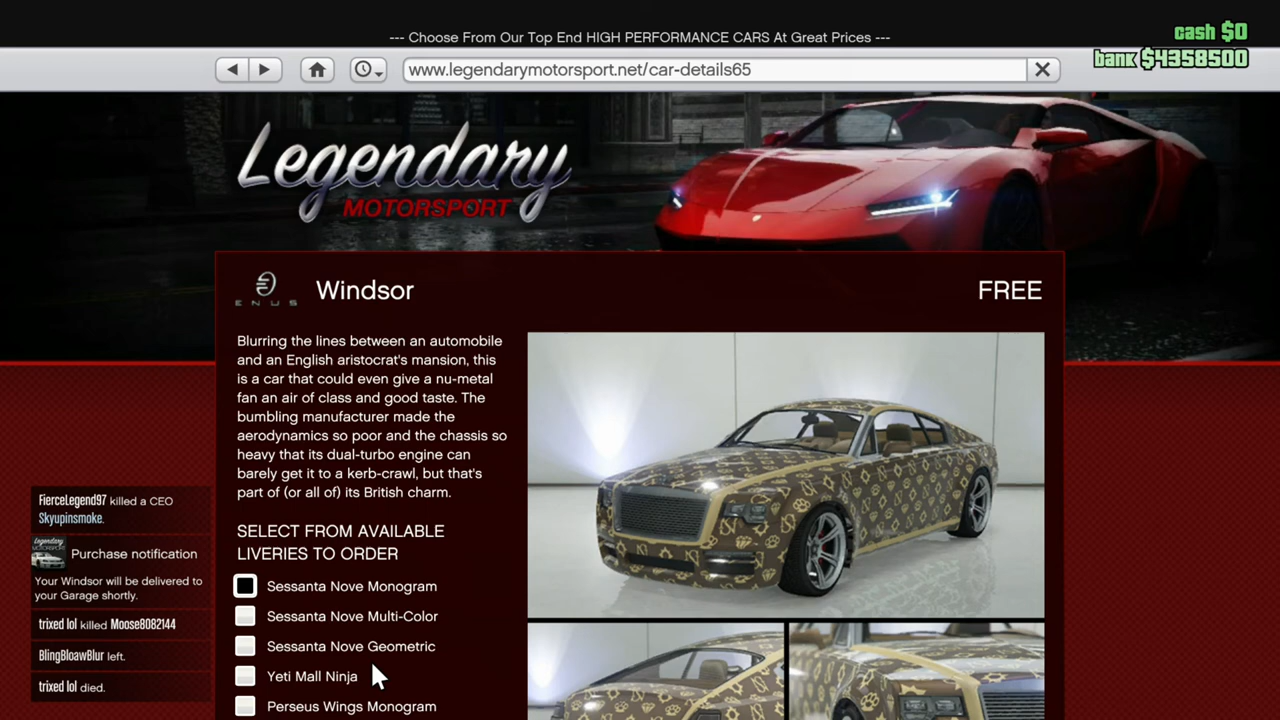 --- Choose From Our Top End HIGH PERFORMANCE CARS At Great Prices ---
cash $0
bank $4358500
www.legendarymotorsport.net/car-details65
Legendary
MOTORSPORT
ENUS
Windsor
FREE
Blurring the lines between an automobile
and an English aristocrat's mansion, this
is a car that could even give a nu-metal
fan an air of class and good taste. The
bumbling manufacturer made the
aerodynamics so poor and the chassis so
heavy that its dual-turbo engine can
barely get it to a kerb-crawl, but that's
part of (or all of) its British charm.
SELECT FROM AVAILABLE
LIVERIES TO ORDER
Sessanta Nove Monogram
Sessanta Nove Multi-Color
Sessanta Nove Geometric
Yeti Mall Ninja
Perseus Wings Monogram
FierceLegend97 killed a CEO
Skyupinsmoke.
Legendary
MOTORSPORT
Purchase notification
Your Windsor will be delivered to
your Garage shortly.
trixed lol killed Moose8082144
BlingBloawBlur left.
trixed lol died.